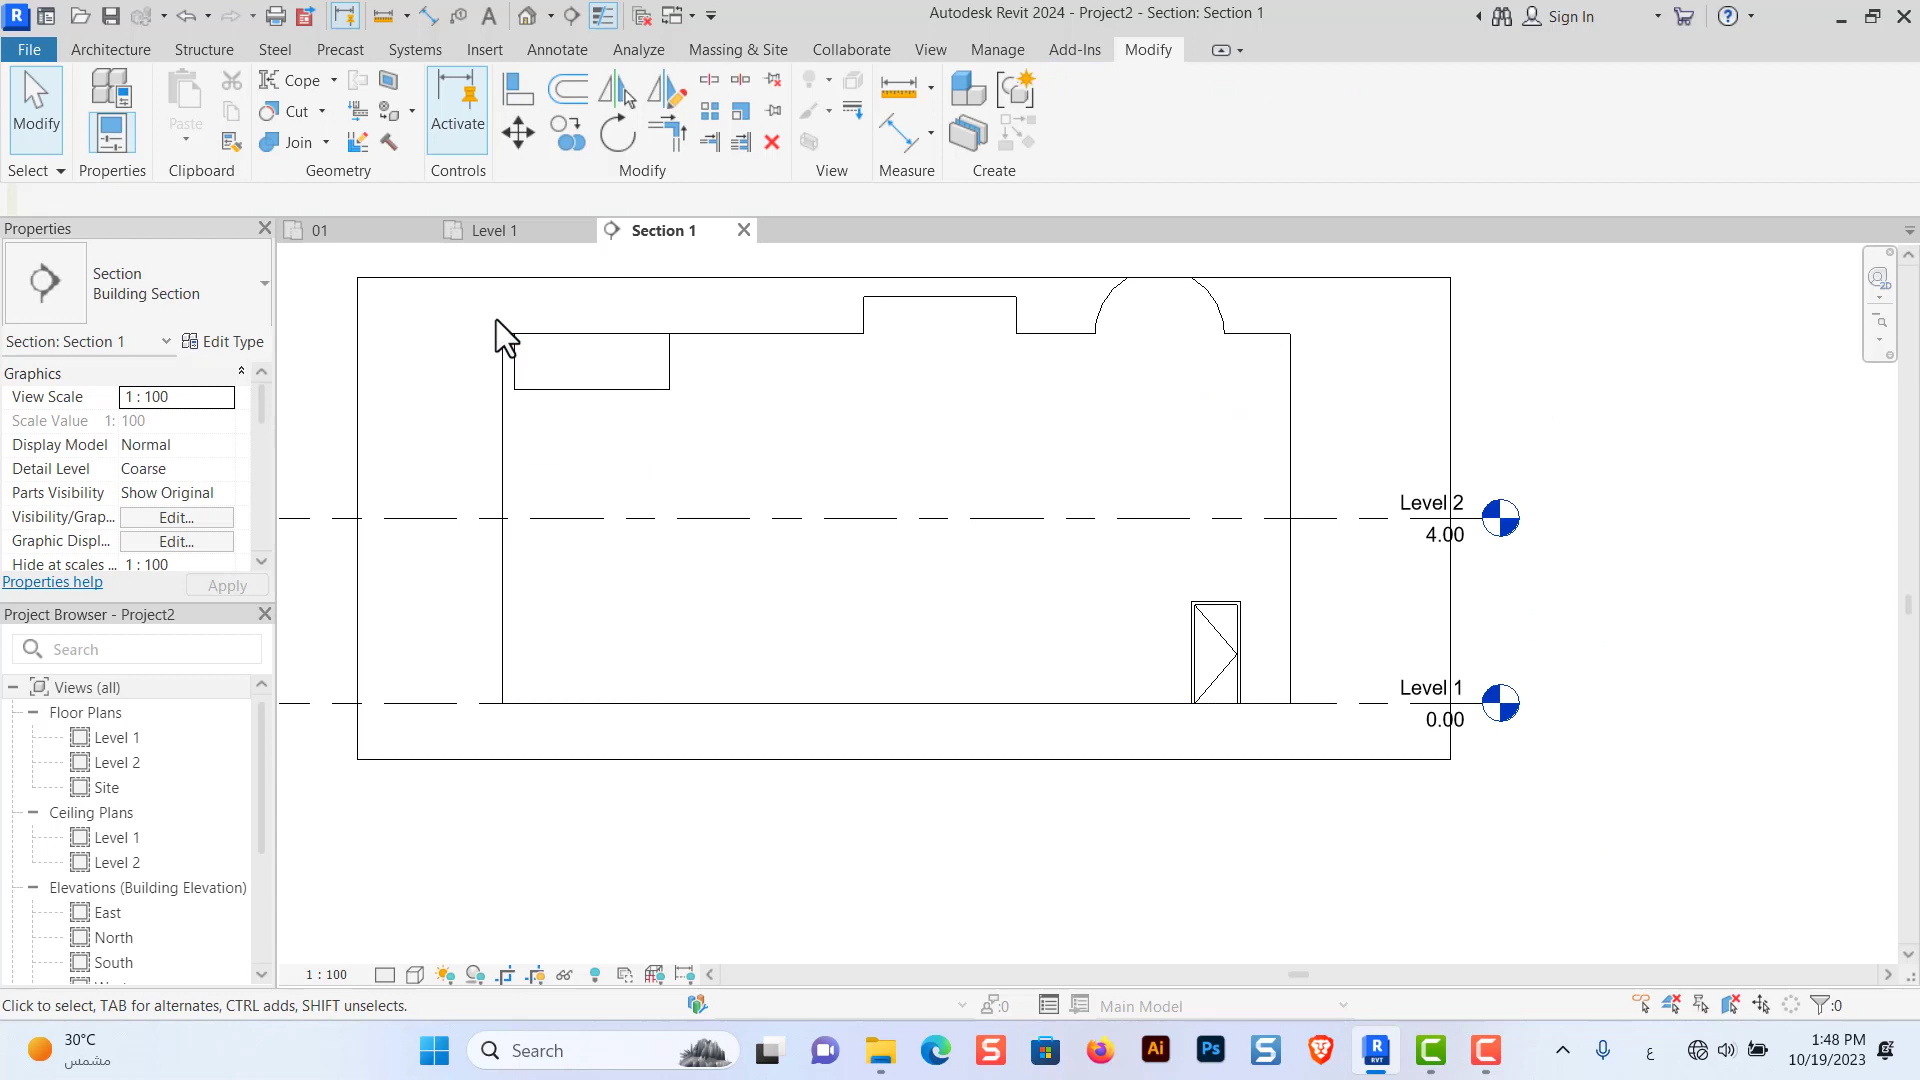 Autodesk Revit 2024 - Project2 - Section: Section 1
Sign In
File Architecture Structure Steel Precast Systems Insert Annotate Analyze Massing & Site Collaborate View Manage Add-Ins Modify
Modify
Paste
Cope
Cut
Join
Activate
Select Properties Clipboard Geometry Controls Modify View Measure Create
Properties
01
Level 1
Section 1
Section
Building Section
Section: Section 1
Edit Type
Graphics
View Scale 1 : 100
Scale Value 1: 100
Display Model Normal
Detail Level Coarse
Parts Visibility Show Original
Visibility/Grap... Edit...
Graphic Displ... Edit...
Hide at scales ... 1 : 100
Properties help
Apply
Project Browser - Project2
Search
Views (all)
Floor Plans
Level 1
Level 2
Site
Ceiling Plans
Level 1
Level 2
Elevations (Building Elevation)
East
North
South
Level 2
4.00
Level 1
0.00
2D
1 : 100
Click to select, TAB for alternates, CTRL adds, SHIFT unselects.
:0
Main Model
:0
30°C
مشمس
Search
ع
1:48 PM
10/19/2023